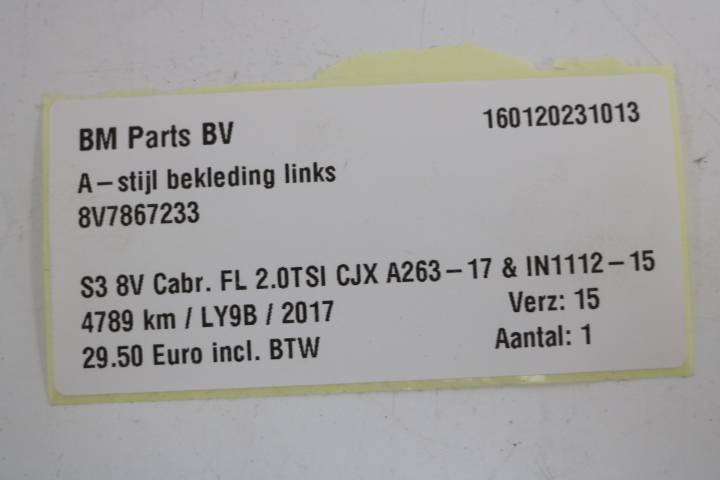 BM Parts BV 160120231013
A-stijl bekleding links
8V7867233
S3 8V Cabr. FL 2.0TSI CJX A263-17 & IN1112-15
4789 km / LY9B / 2017 Verz: 15
29.50 Euro incl. BTW Aantal: 1